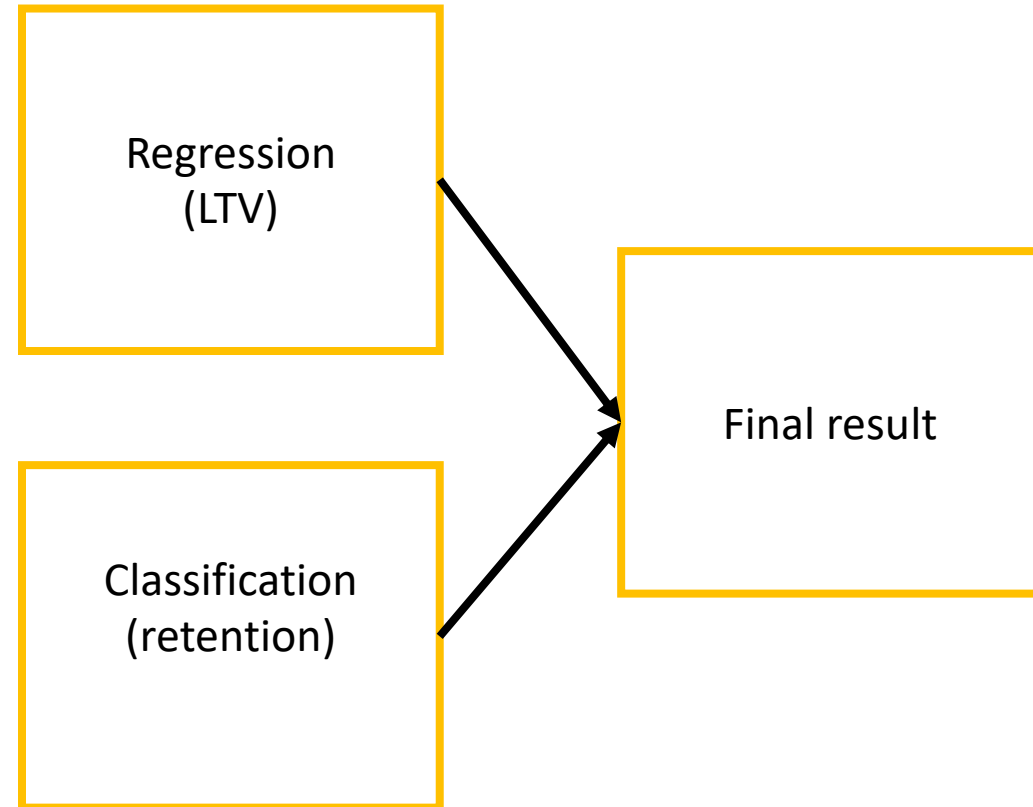 Regression
(LTV)
Final result
Classification
(retention)